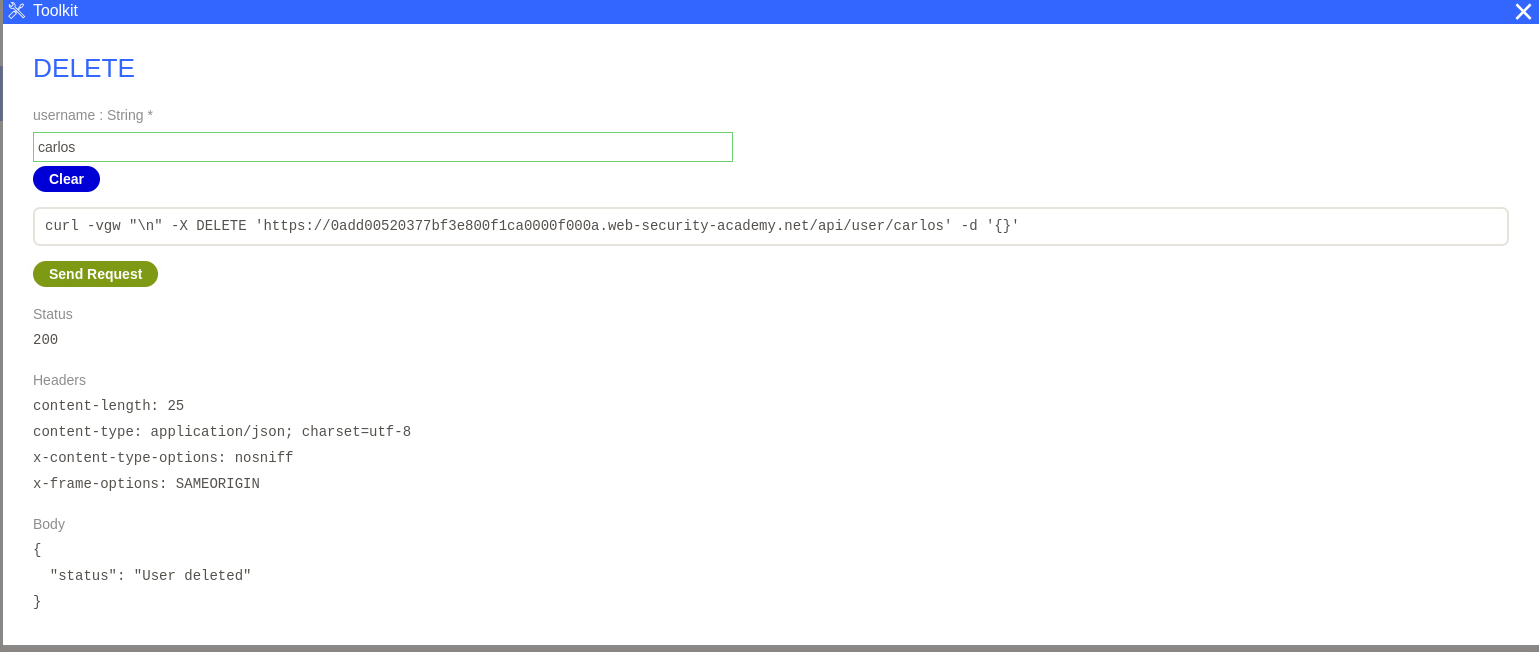 Toolkit
DELETE
username : String *
carlos
Clear
curl -vgw "\n" -X DELETE 'https://0add00520377bf3e800f1ca0000f000a.web-security-academy.net/api/user/carlos' -d '{}'
Send Request
Status
200
Headers
content-length: 25
content-type: application/json; charset=utf-8
x-content-type-options: nosniff
x-frame-options: SAMEORIGIN
Body
{
  "status": "User deleted"
}